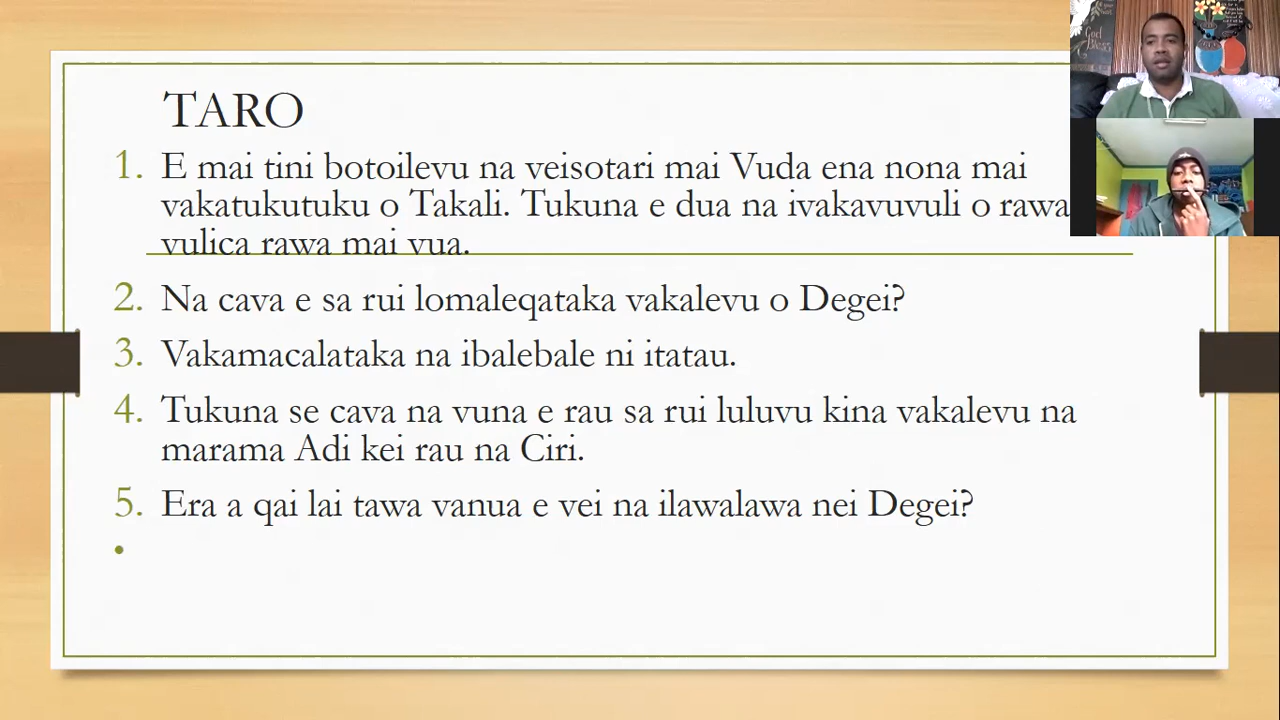 TARO
1. E mai tini botoilevu na veisotari mai Vuda ena nona mai
vakatukutuku o Takali. Tukuna e dua na ivakavuvuli o rawa
vulica rawa mai vua.
2. Na cava e sa rui lomaleqataka vakalevu o Degei?
3. Vakamacalataka na ibalebale ni itatau.
4. Tukuna se cava na vuna e rau sa rui luluvu kina vakalevu na
marama Adi kei rau na Ciri.
5. Era a qai lai tawa vanua e vei na ilawalawa nei Degei?
•
God
Bless